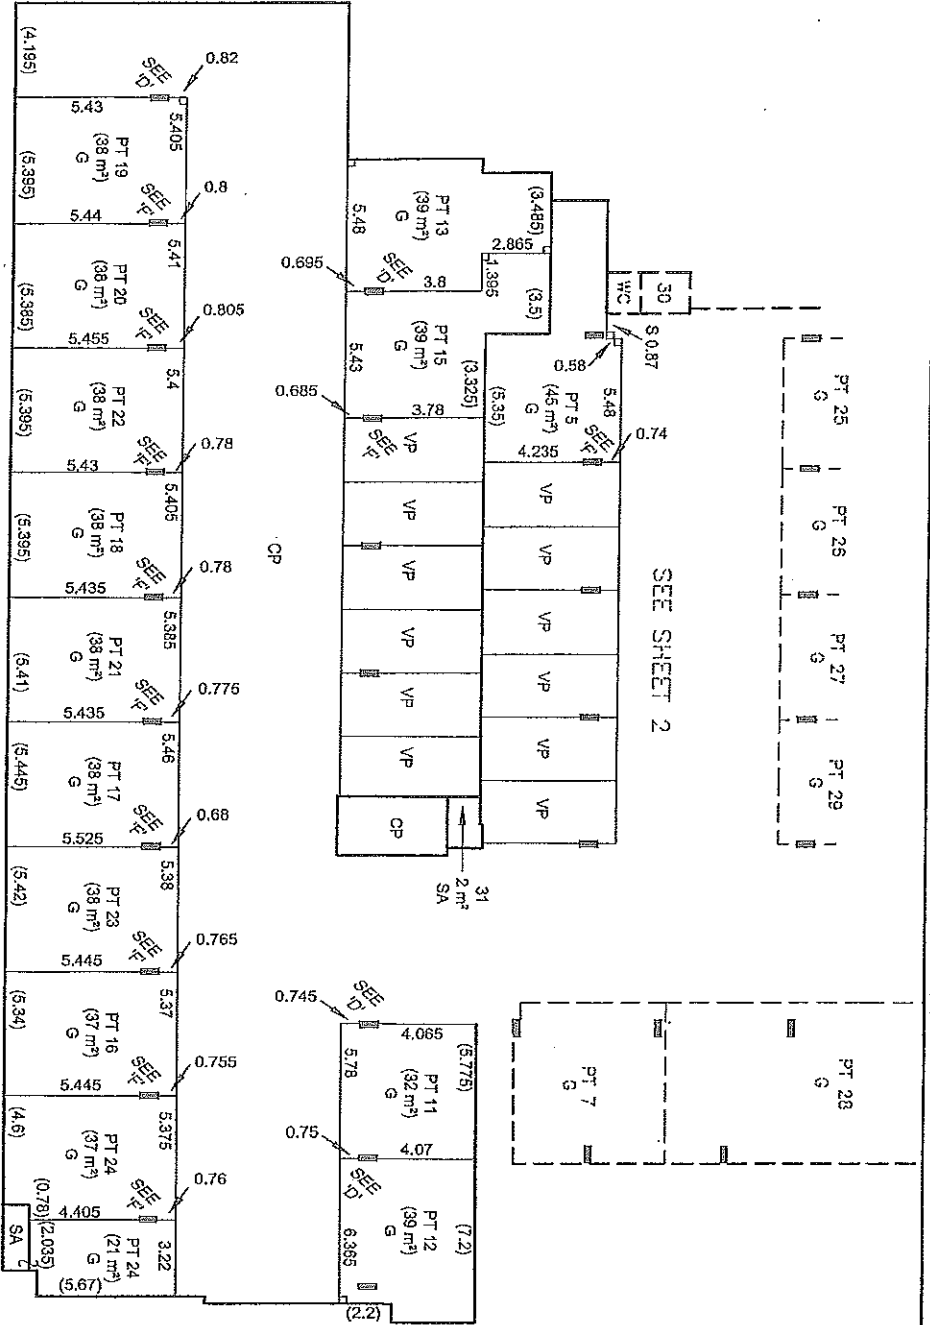 (4.195)
SEE
'D'
0.82
5.43
5.405
PT 19
(38 m²)
G
(5.395)
SEE
'F'
0.8
5.44
5.41
PT 20
(38 m²)
G
(5.385)
SEE
'F'
0.805
5.455
5.4
PT 22
(38 m²)
G
(5.395)
SEE
'F'
0.78
5.43
5.405
PT 18
(38 m²)
G
(5.395)
SEE
'F'
0.78
5.435
5.385
PT 21
(38 m²)
G
(5.41)
SEE
'F'
0.775
5.435
5.46
PT 17
(38 m²)
G
(5.445)
SEE
'F'
0.68
5.525
5.38
PT 23
(38 m²)
G
(5.42)
SEE
'F'
0.765
5.445
5.37
PT 16
(37 m²)
G
(5.34)
SEE
'F'
0.755
5.445
5.375
PT 24
(37 m²)
G
(4.6)
SEE
'F'
0.76
(0.78)
4.405
3.22
PT 24
(21 m²)
G
(2.035)
SA
(5.67)
CP
PT 13
(39 m²)
G
5.48
(3.485)
2.865
1.395
(3.5)
SEE
'D'
0.695
3.8
PT 15
(39 m²)
G
5.43
(3.325)
0.685
3.78
SEE
'F'
VP
VP
VP
VP
VP
VP
CP
31
2 m²
SA
30
WC
S 0.87
0.58
5.48
PT 5
(45 m²)
G
(5.35)
SEE
'F'
0.74
4.235
VP
VP
VP
VP
VP
VP
SEE SHEET 2
PT 25
G
PT 26
G
PT 27
G
PT 29
G
PT 28
G
PT 7
G
SEE
'D'
0.745
4.065
(5.775)
5.78
PT 11
(32 m²)
G
0.75
4.07
SEE
'D'
PT 12
(39 m²)
G
(7.2)
6.365
(2.2)